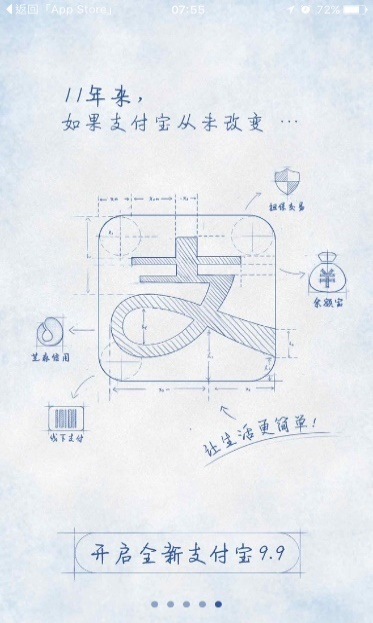 返回「App Store」 07:55 72%
11年来,
如果支付宝从未改变 …
担保交易
余额宝
芝麻信用
线下支付
让生活更简单!
开启全新支付宝9.9